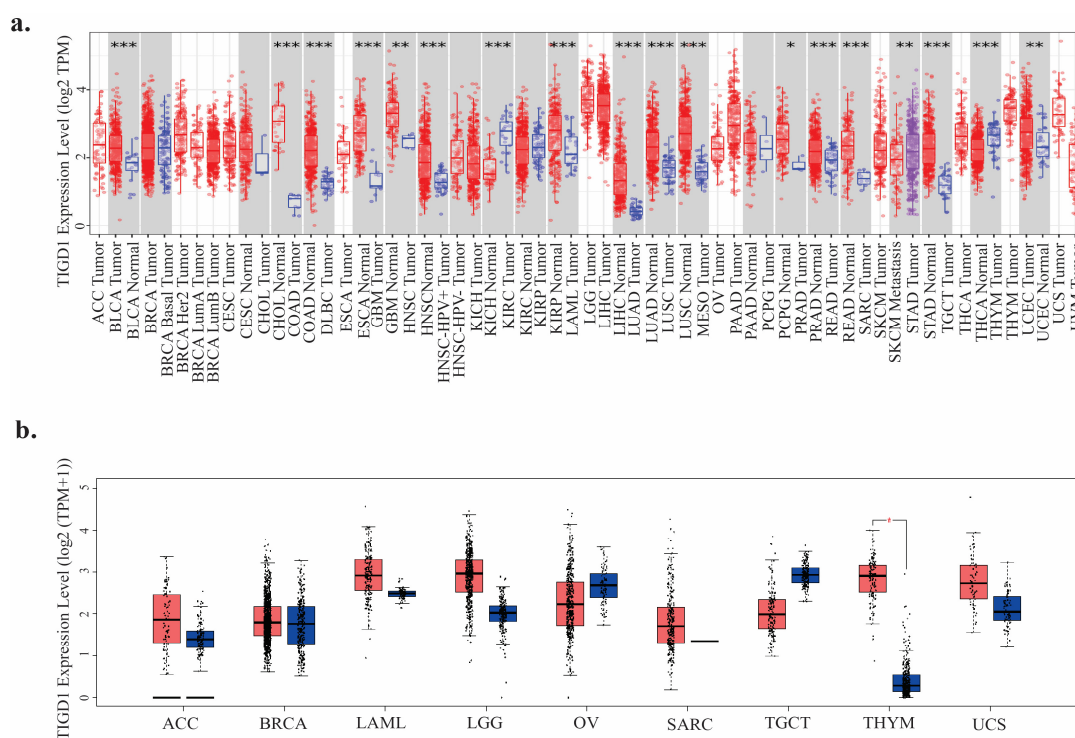 a.
TIGD1 Expression Level (log2 TPM)
4
2
0
*** *** *** *** ** *** *** *** *** *** *** * *** *** ** *** *** **
ACC Tumor
BLCA Tumor
BLCA Normal
BRCA Tumor
BRCA Basal Tumor
BRCA Her2 Tumor
BRCA LumA Tumor
BRCA LumB Tumor
CESC Tumor
CESC Normal
CHOL Tumor
CHOL Normal
COAD Tumor
COAD Normal
DLBC Tumor
ESCA Tumor
ESCA Normal
GBM Tumor
GBM Normal
HNSC Tumor
HNSCNormal
HNSC-HPV+ Tumor
HNSC-HPV- Tumor
KICH Tumor
KICH Normal
KIRC Tumor
KIRC Normal
KIRP Tumor
KIRP Normal
LAML Tumor
LGG Tumor
LIHC Tumor
LIHC Normal
LUAD Tumor
LUAD Normal
LUSC Tumor
LUSC Normal
MESO Tumor
OV Tumor
PAAD Tumor
PAAD Normal
PCPG Tumor
PCPG Normal
PRAD Tumor
PRAD Normal
READ Tumor
READ Normal
SARC Tumor
SKCM Tumor
SKCM Metastasis
STAD Tumor
STAD Normal
TGCT Tumor
THCA Tumor
THCA Normal
THYM Tumor
THYM Tumor
UCEC Tumor
UCEC Normal
UCS Tumor
UVM Tumor
b.
TIGD1 Expression Level (log2 (TPM+1))
5
4
3
2
1
0
*
ACC BRCA LAML LGG OV SARC TGCT THYM UCS